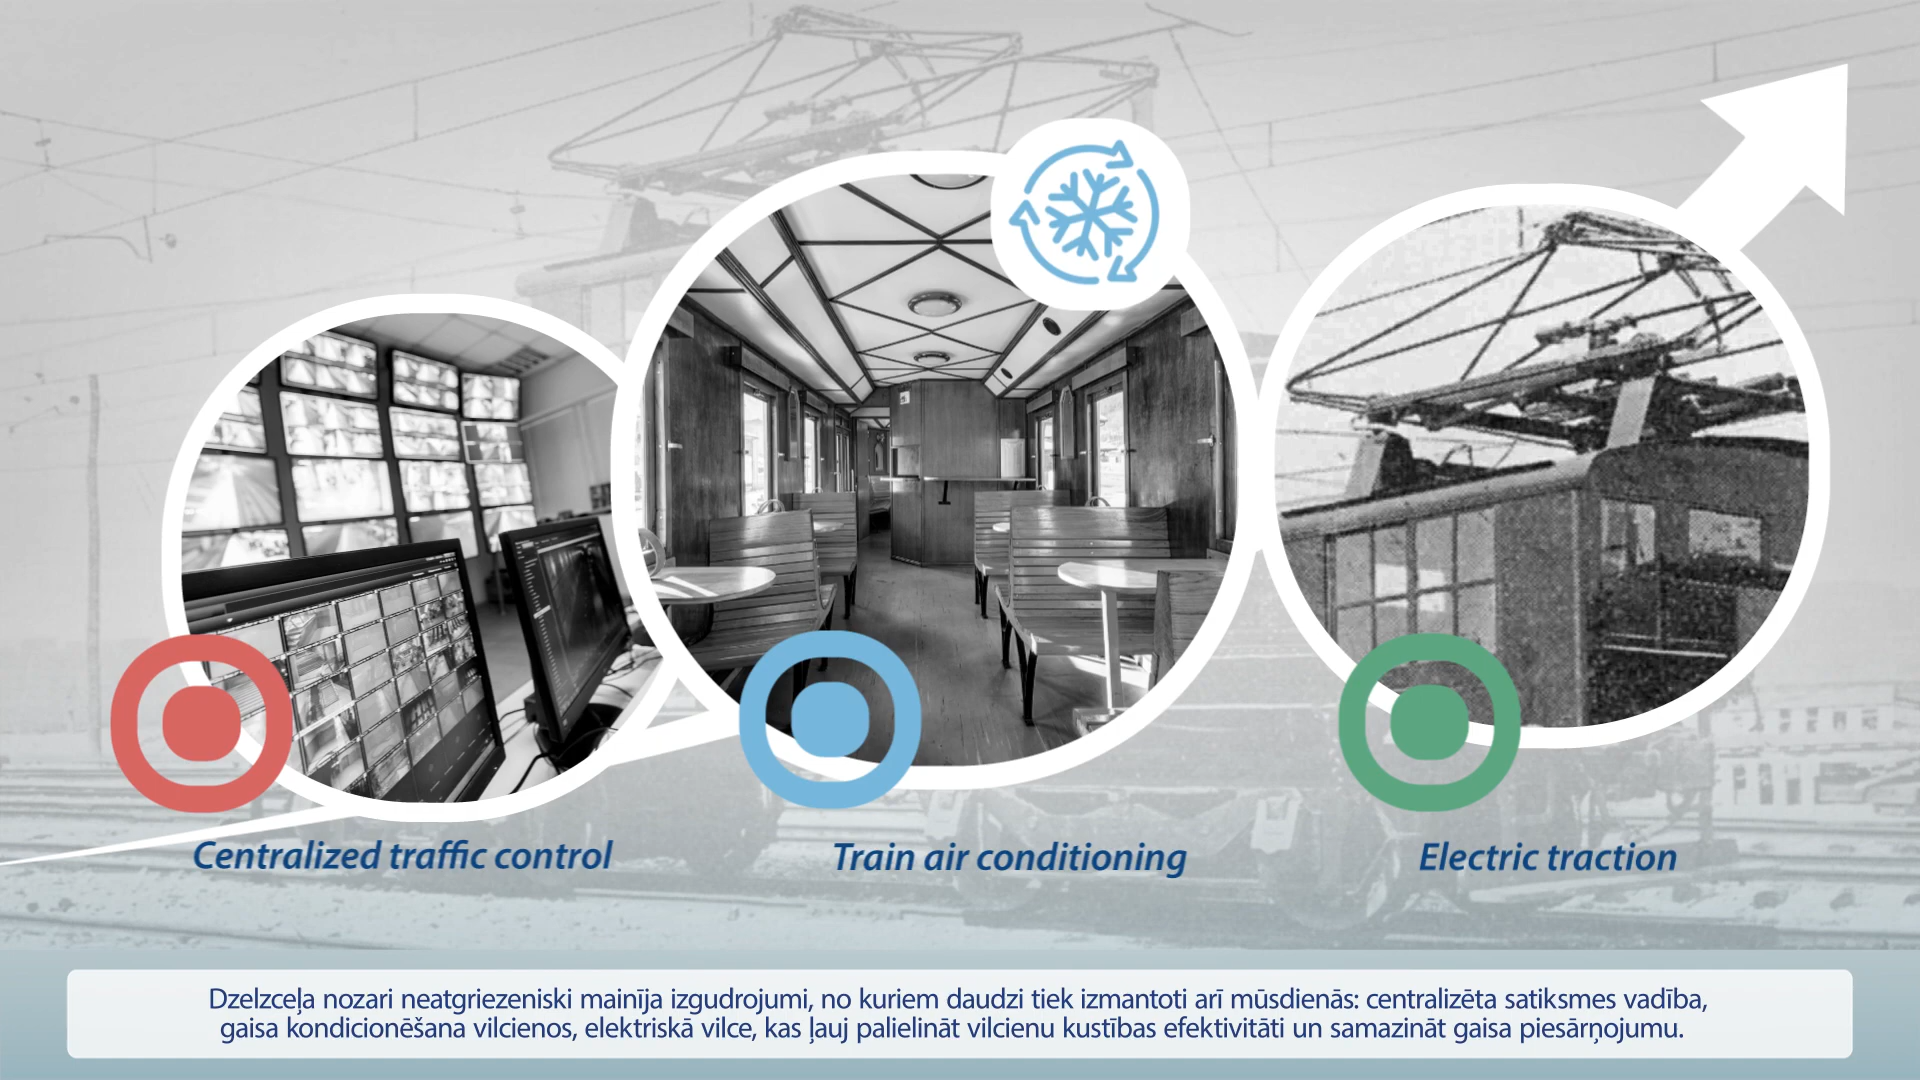 Centralized traffic control
Train air conditioning
Electric traction
Dzelzceļa nozari neatgriezeniski mainīja izgudrojumi, no kuriem daudzi tiek izmantoti arī mūsdienās: centralizēta satiksmes vadība,
gaisa kondicionēšana vilcienos, elektriskā vilce, kas ļauj palielināt vilcienu kustības efektivitāti un samazināt gaisa piesārņojumu.